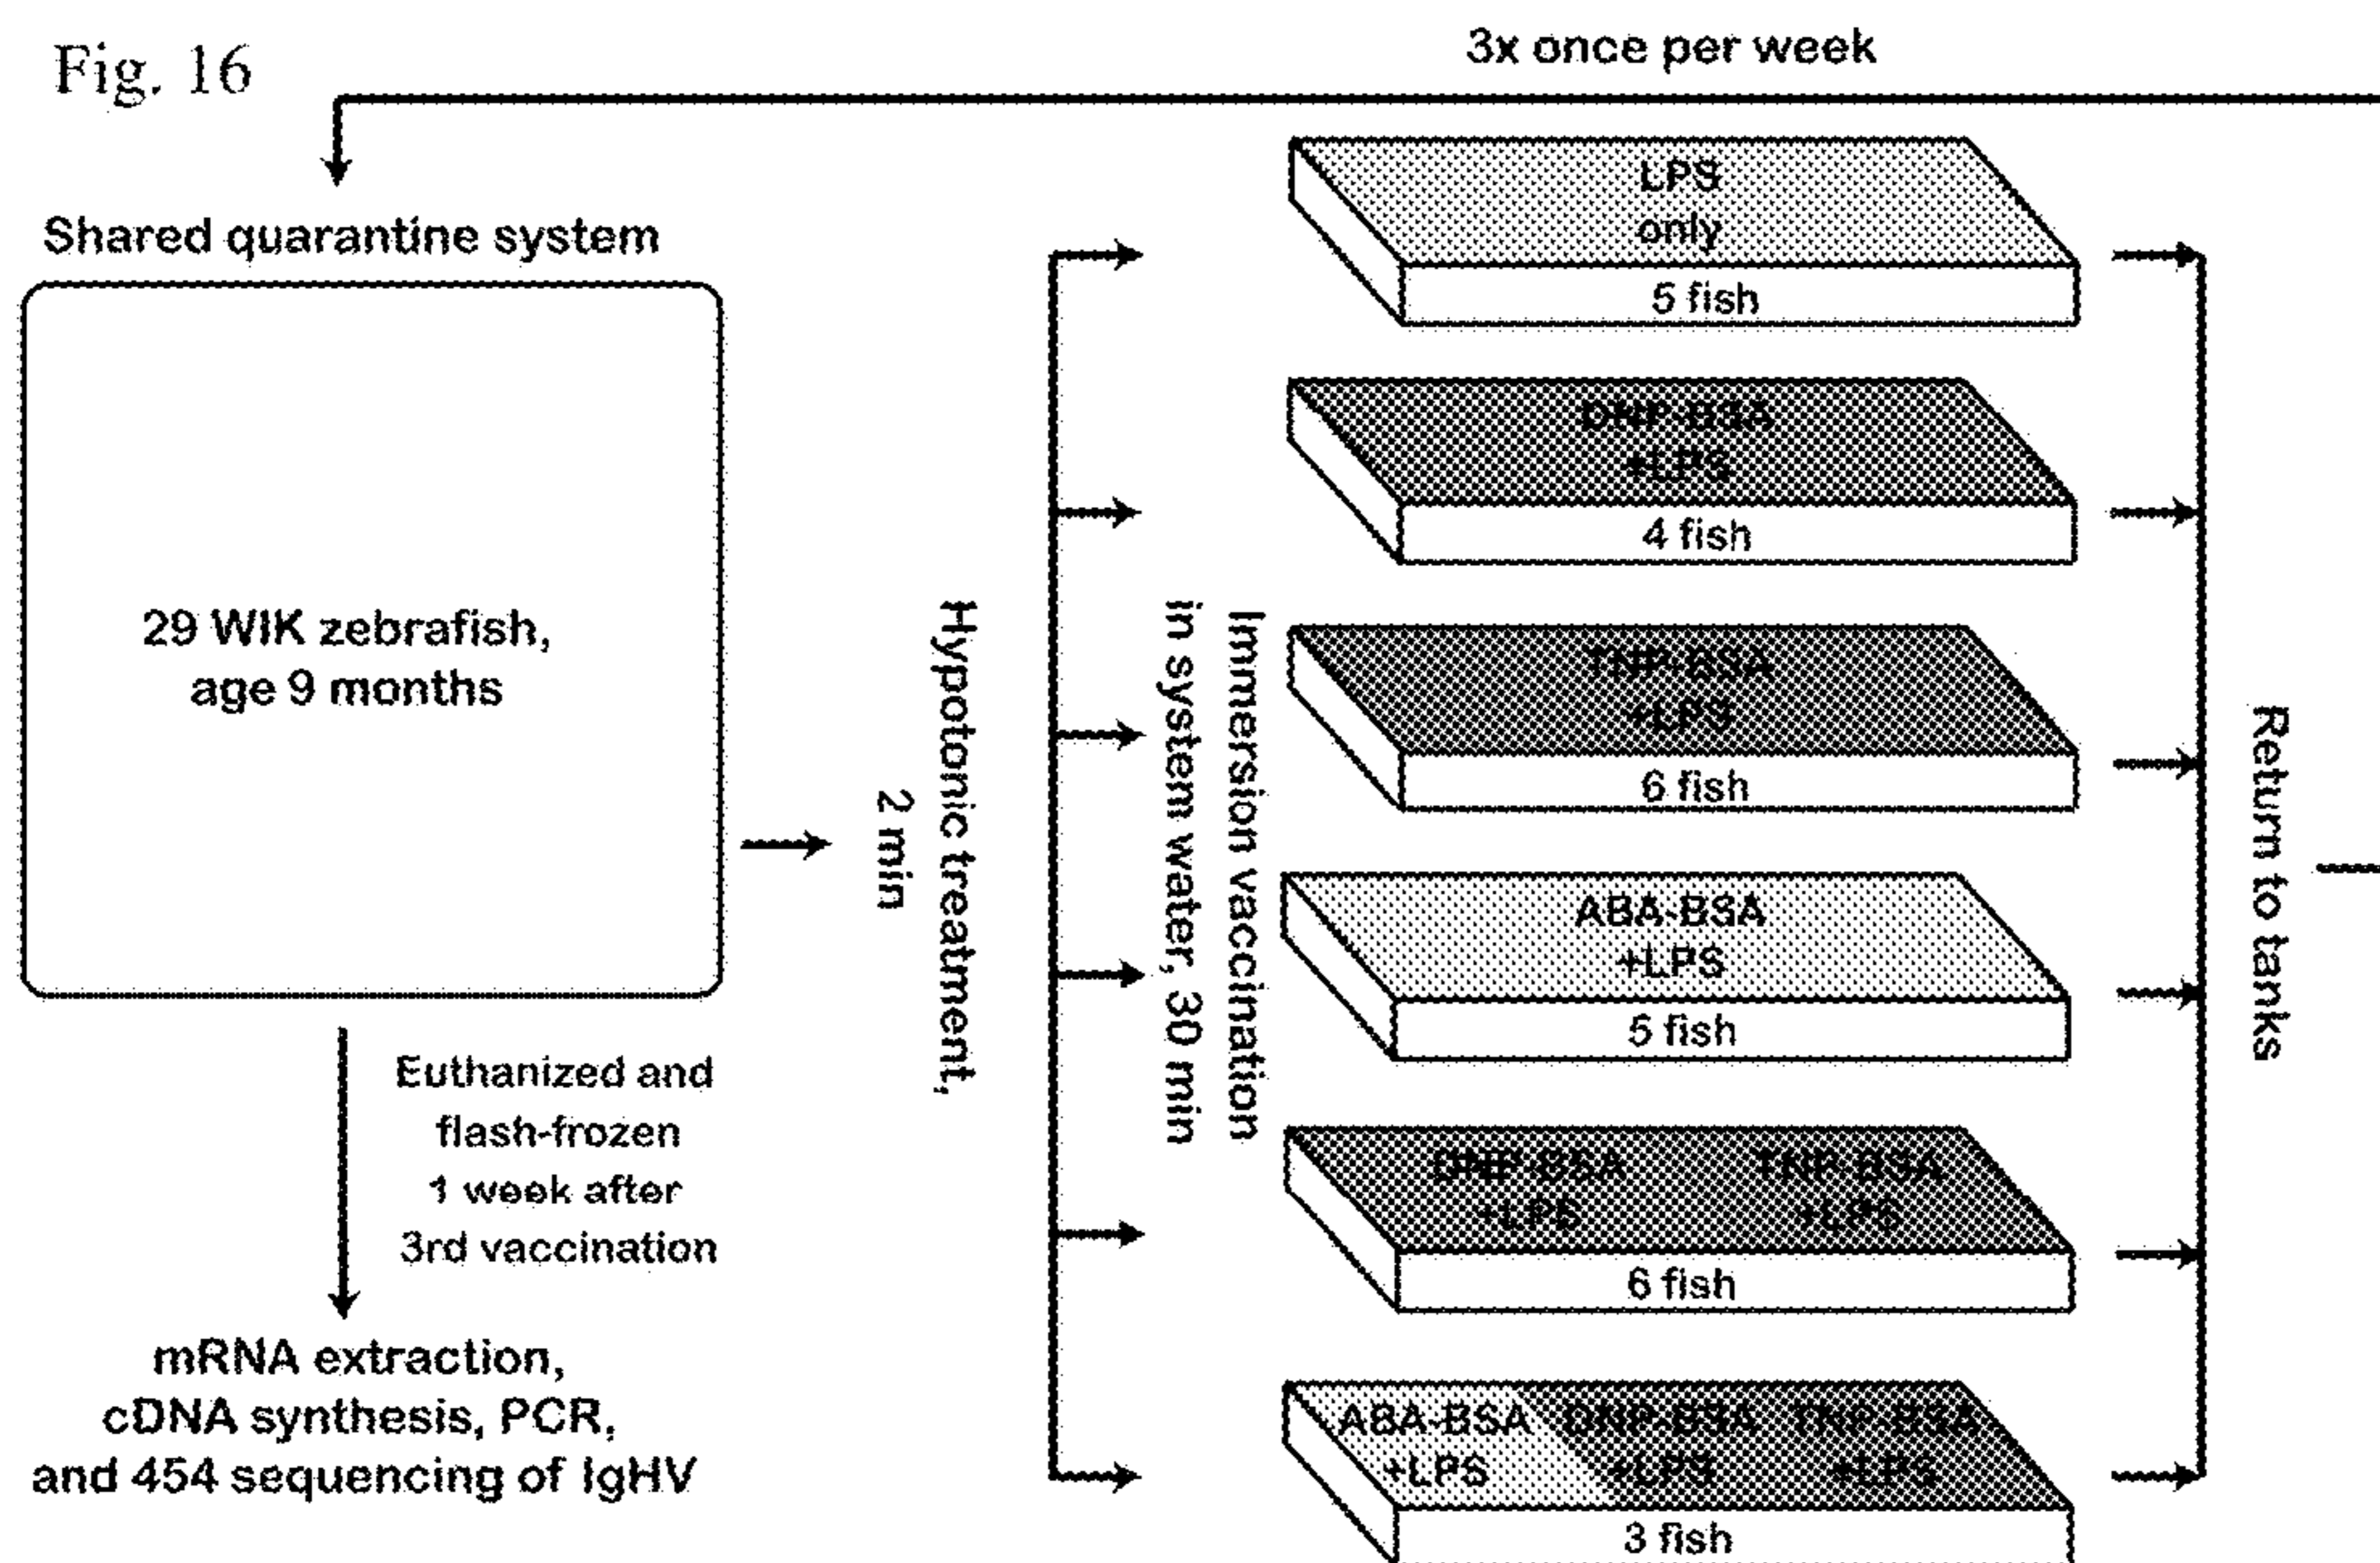 Fig. 16
3x once per week
Shared quarantine system
29 WIK zebrafish,
age 9 months
Euthanized and
flash-frozen
1 week after
3rd vaccination
mRNA extraction,
cDNA synthesis, PCR,
and 454 sequencing of IgHV
Hypotonic treatment,
2 min
Immersion vaccination
in system water, 30 min
LPS
only
5 fish
DNP-BSA
+LPS
4 fish
TNP-BSA
+LPS
6 fish
ABA-BSA
+LPS
5 fish
DNP-BSA
+LPS
TNP-BSA
+LPS
6 fish
ABA-BSA
+LPS
DNP-BSA
+LPS
TNP-BSA
+LPS
3 fish
Return to tanks